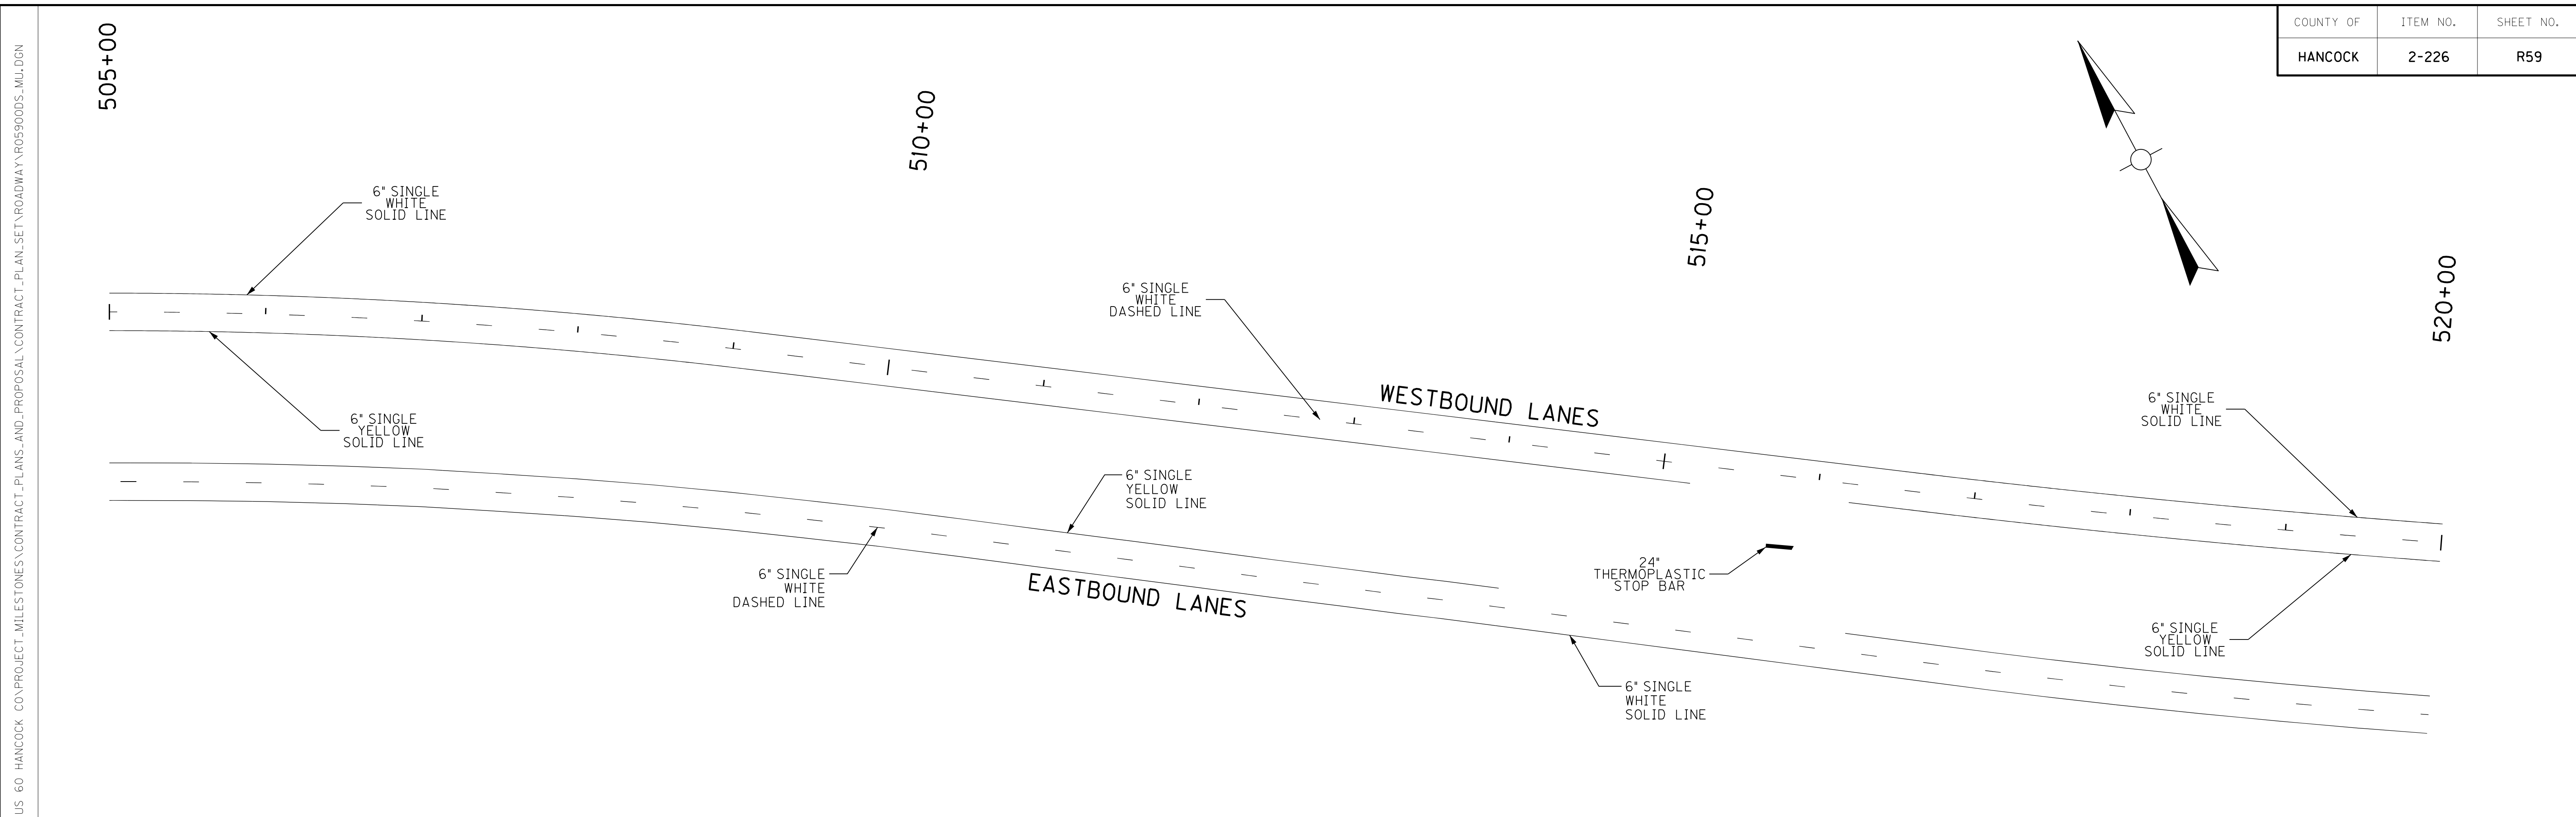 COUNTY OF
ITEM NO.
SHEET NO.
HANCOCK
2-226
R59
505+00
510+00
515+00
520+00
6" SINGLE
WHITE
SOLID LINE
6" SINGLE
YELLOW
SOLID LINE
6" SINGLE
WHITE
DASHED LINE
WESTBOUND LANES
6" SINGLE
WHITE
SOLID LINE
6" SINGLE
YELLOW
SOLID LINE
6" SINGLE
WHITE
DASHED LINE
EASTBOUND LANES
24"
THERMOPLASTIC
STOP BAR
6" SINGLE
YELLOW
SOLID LINE
6" SINGLE
WHITE
SOLID LINE
US 60 HANCOCK CO\PROJECT_MILESTONES\CONTRACT_PLANS_AND_PROPOSAL\CONTRACT_PLAN_SET\ROADWAY\R05900DS_MU.DGN